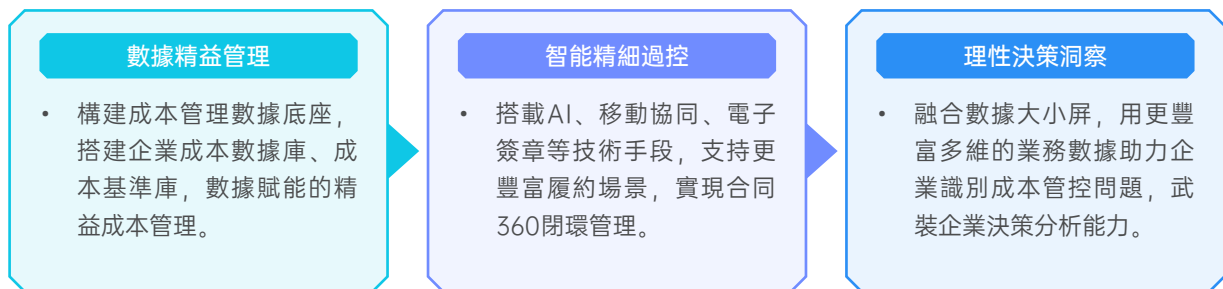 數據精益管理
• 構建成本管理數據底座，
搭建企業成本數據庫、成
本基準庫，數據賦能的精
益成本管理。
智能精細過控
• 搭載AI、移動協同、電子
簽章等技術手段，支持更
豐富履約場景，實現合同
360閉環管理。
理性決策洞察
• 融合數據大小屏，用更豐
富多維的業務數據助力企
業識別成本管控問題，武
裝企業決策分析能力。